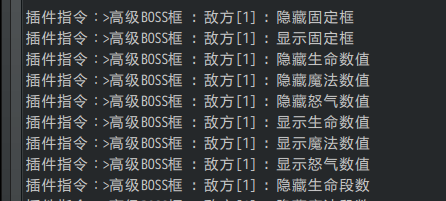 插件指令：>高级BOSS框 : 敌方[1] : 隐藏固定框
插件指令：>高级BOSS框 : 敌方[1] : 显示固定框
插件指令：>高级BOSS框 : 敌方[1] : 隐藏生命数值
插件指令：>高级BOSS框 : 敌方[1] : 隐藏魔法数值
插件指令：>高级BOSS框 : 敌方[1] : 隐藏怒气数值
插件指令：>高级BOSS框 : 敌方[1] : 显示生命数值
插件指令：>高级BOSS框 : 敌方[1] : 显示魔法数值
插件指令：>高级BOSS框 : 敌方[1] : 显示怒气数值
插件指令：>高级BOSS框 : 敌方[1] : 隐藏生命段数